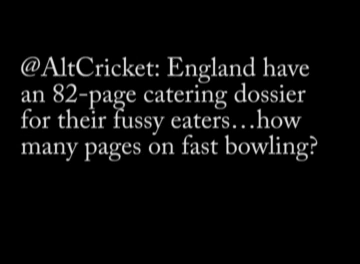 @AltCricket: England have
an 82-page catering dossier
for their fussy eaters...how
many pages on fast bowling?